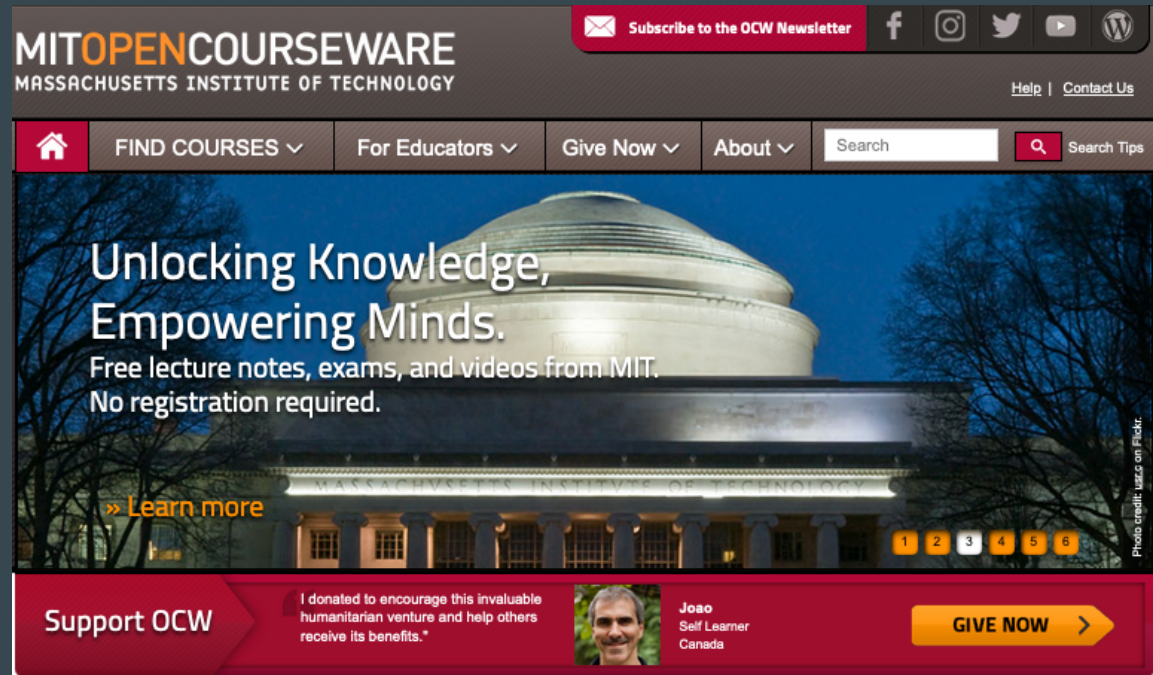 Subscribe to the OCW Newsletter
MITOPENCOURSEWARE
MASSACHUSETTS INSTITUTE OF TECHNOLOGY
Help | Contact Us
FIND COURSES For Educators Give Now About Search Search Tips
Unlocking Knowledge,
Empowering Minds.
Free lecture notes, exams, and videos from MIT.
No registration required.
MASSACHVSETTS INSTITVTE OF TECHNOLOGY
» Learn more
1 2 3 4 5 6
Photo credit: usr.c on Flickr.
Support OCW
I donated to encourage this invaluable
humanitarian venture and help others
receive its benefits."
Joao
Self Learner
Canada
GIVE NOW